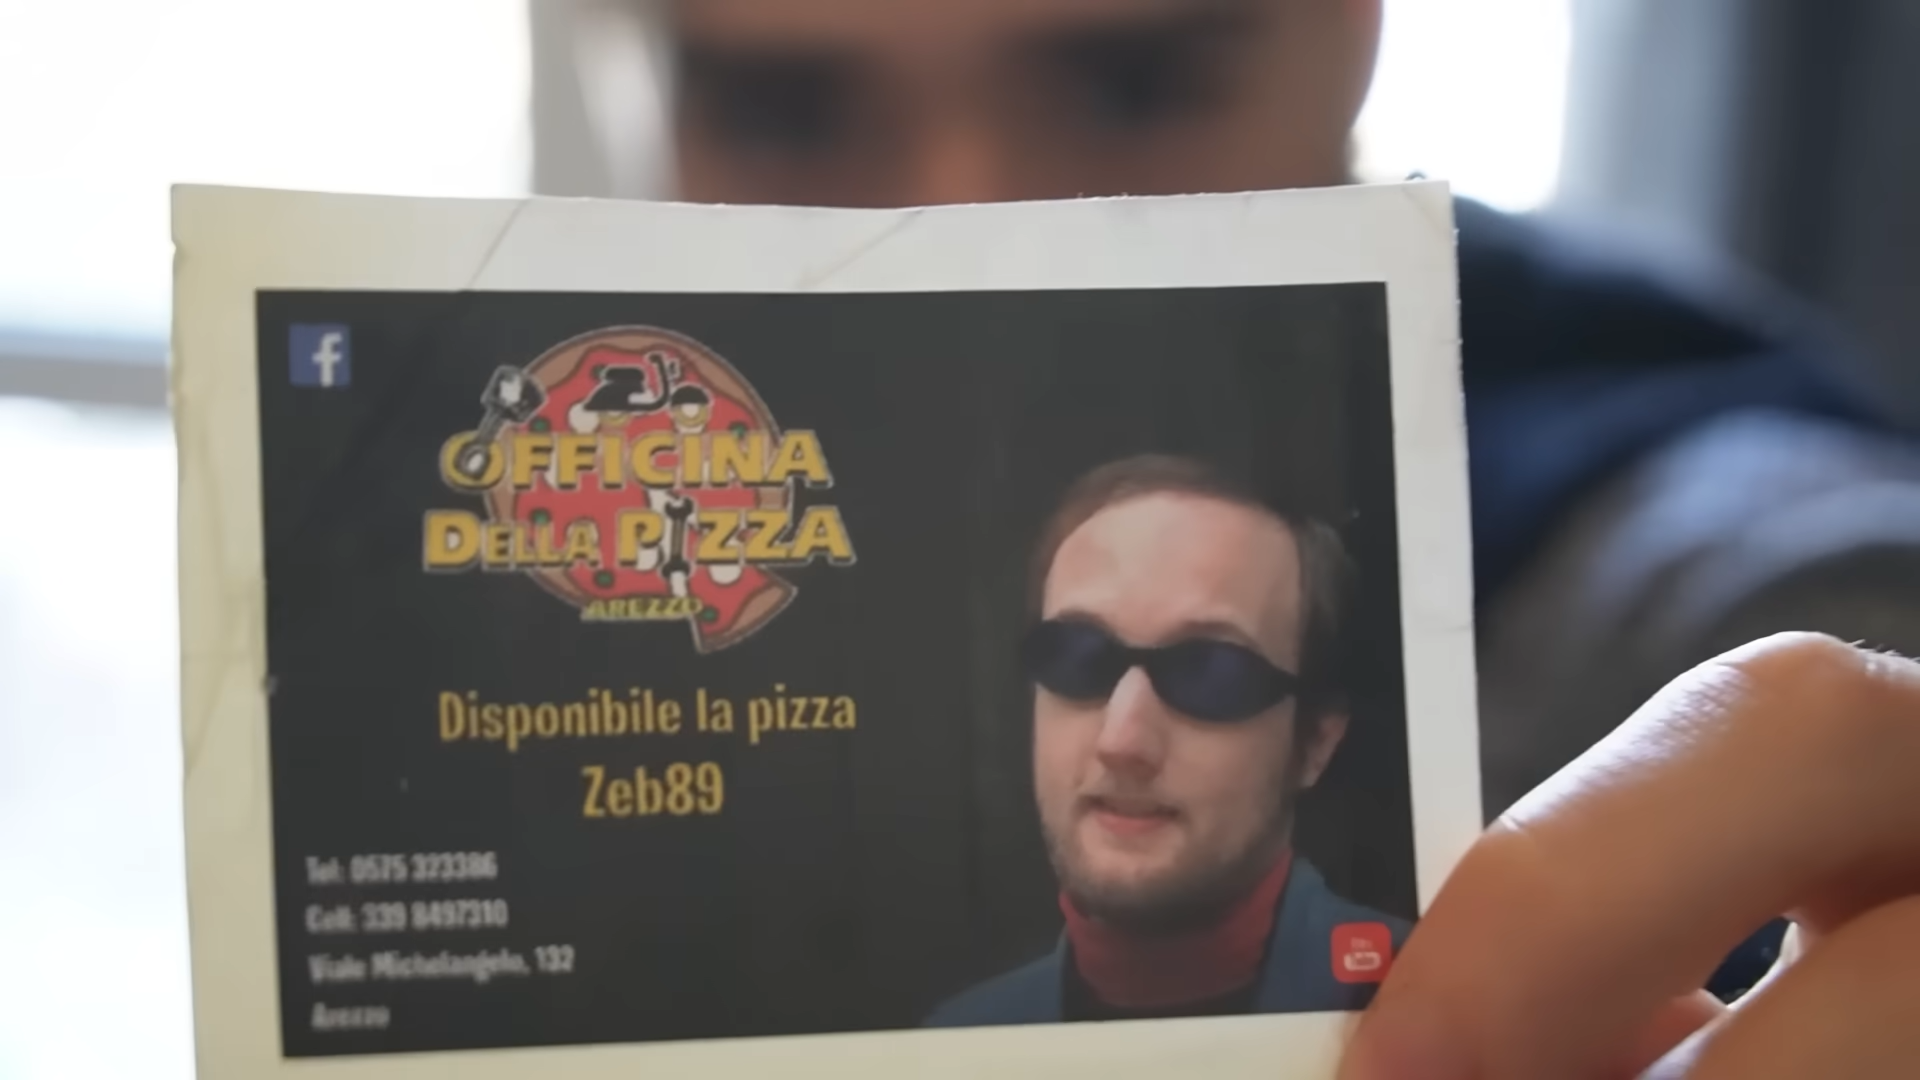 f
OFFICINA
DELLA PIZZA
AREZZO
Disponibile la pizza
Zeb89
Tel: 0575 323386
Cell: 339 8497310
Viale Michelangelo, 132
Arezzo